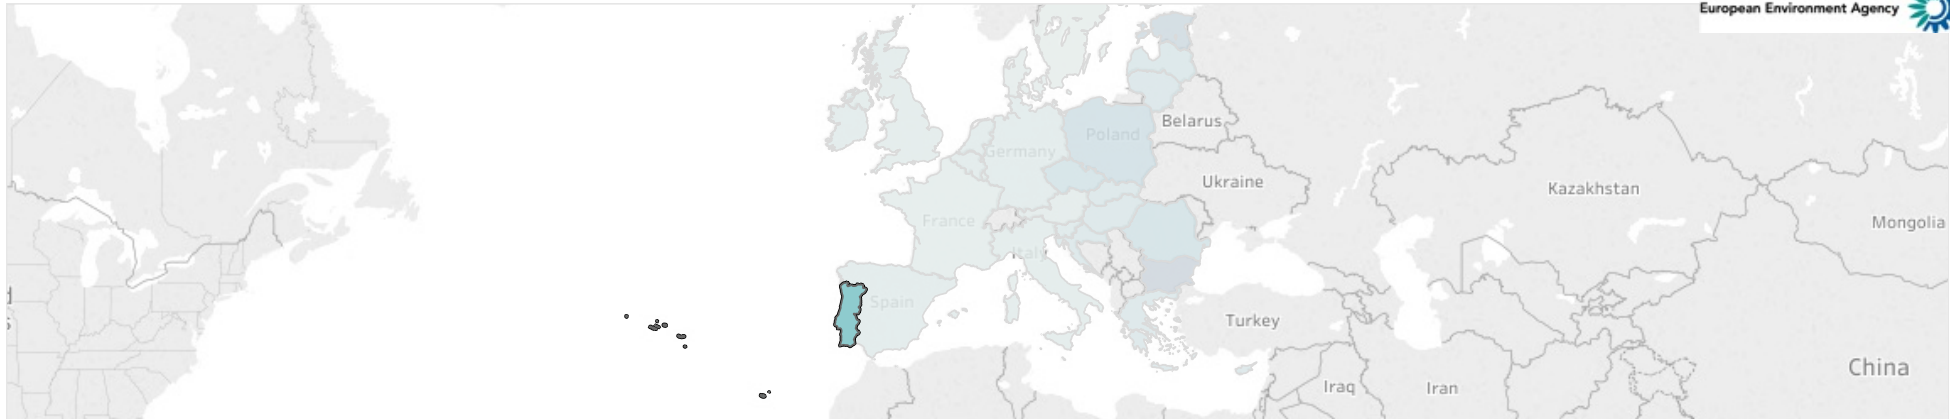 European Environment Agency
Belarus
Poland
Germany
Ukraine
Kazakhstan
France
Mongolia
Italy
Spain
Turkey
China
Iraq
Iran